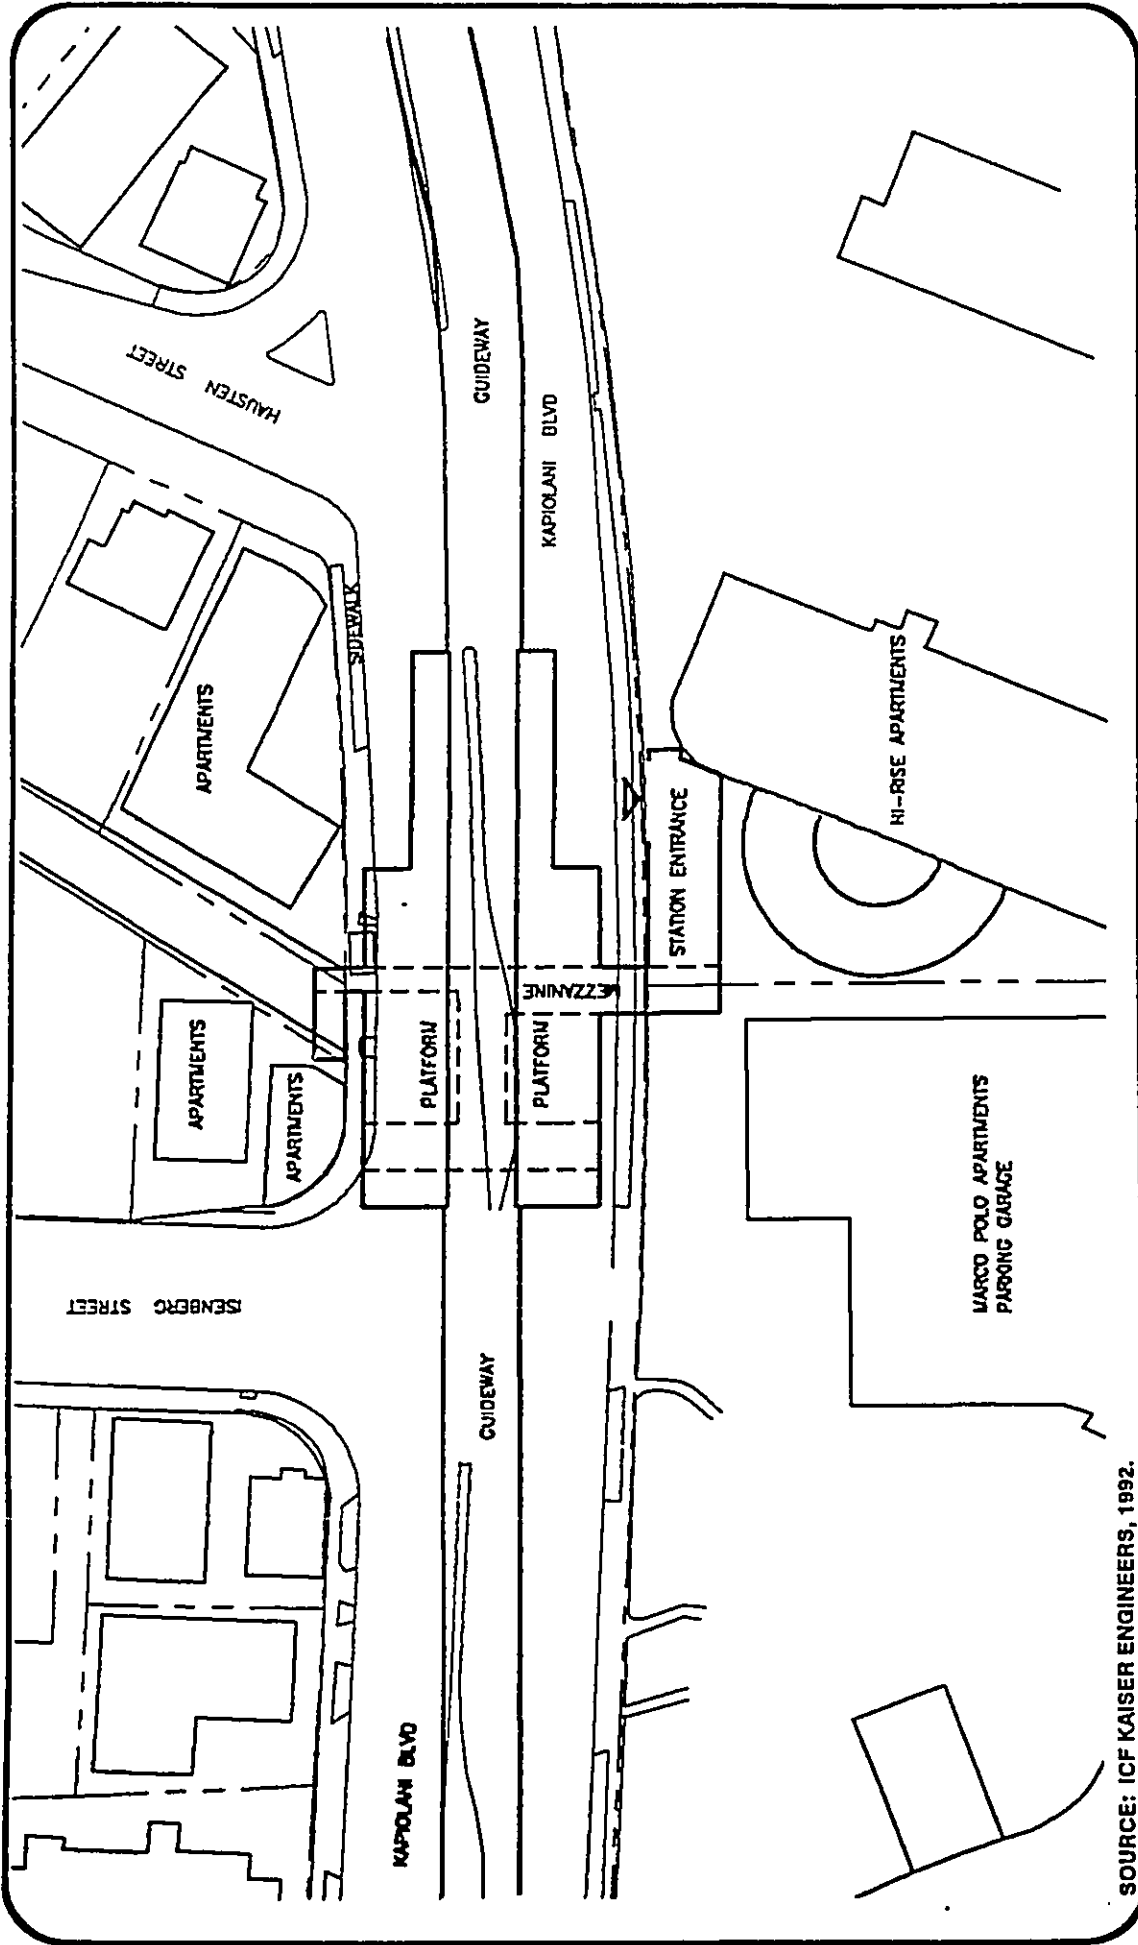 HAUSTEN STREET
GUIDEWAY
KAPIOLANI BLVD
SIDEWALK
APARTMENTS
HI-RISE APARTMENTS
STATION ENTRANCE
MEZZANINE
PLATFORM
PLATFORM
APARTMENTS
APARTMENTS
MARCO POLO APARTMENTS
PARKING GARAGE
ISENBERG STREET
GUIDEWAY
KAPIOLANI BLVD
SOURCE: ICF KAISER ENGINEERS, 1992.